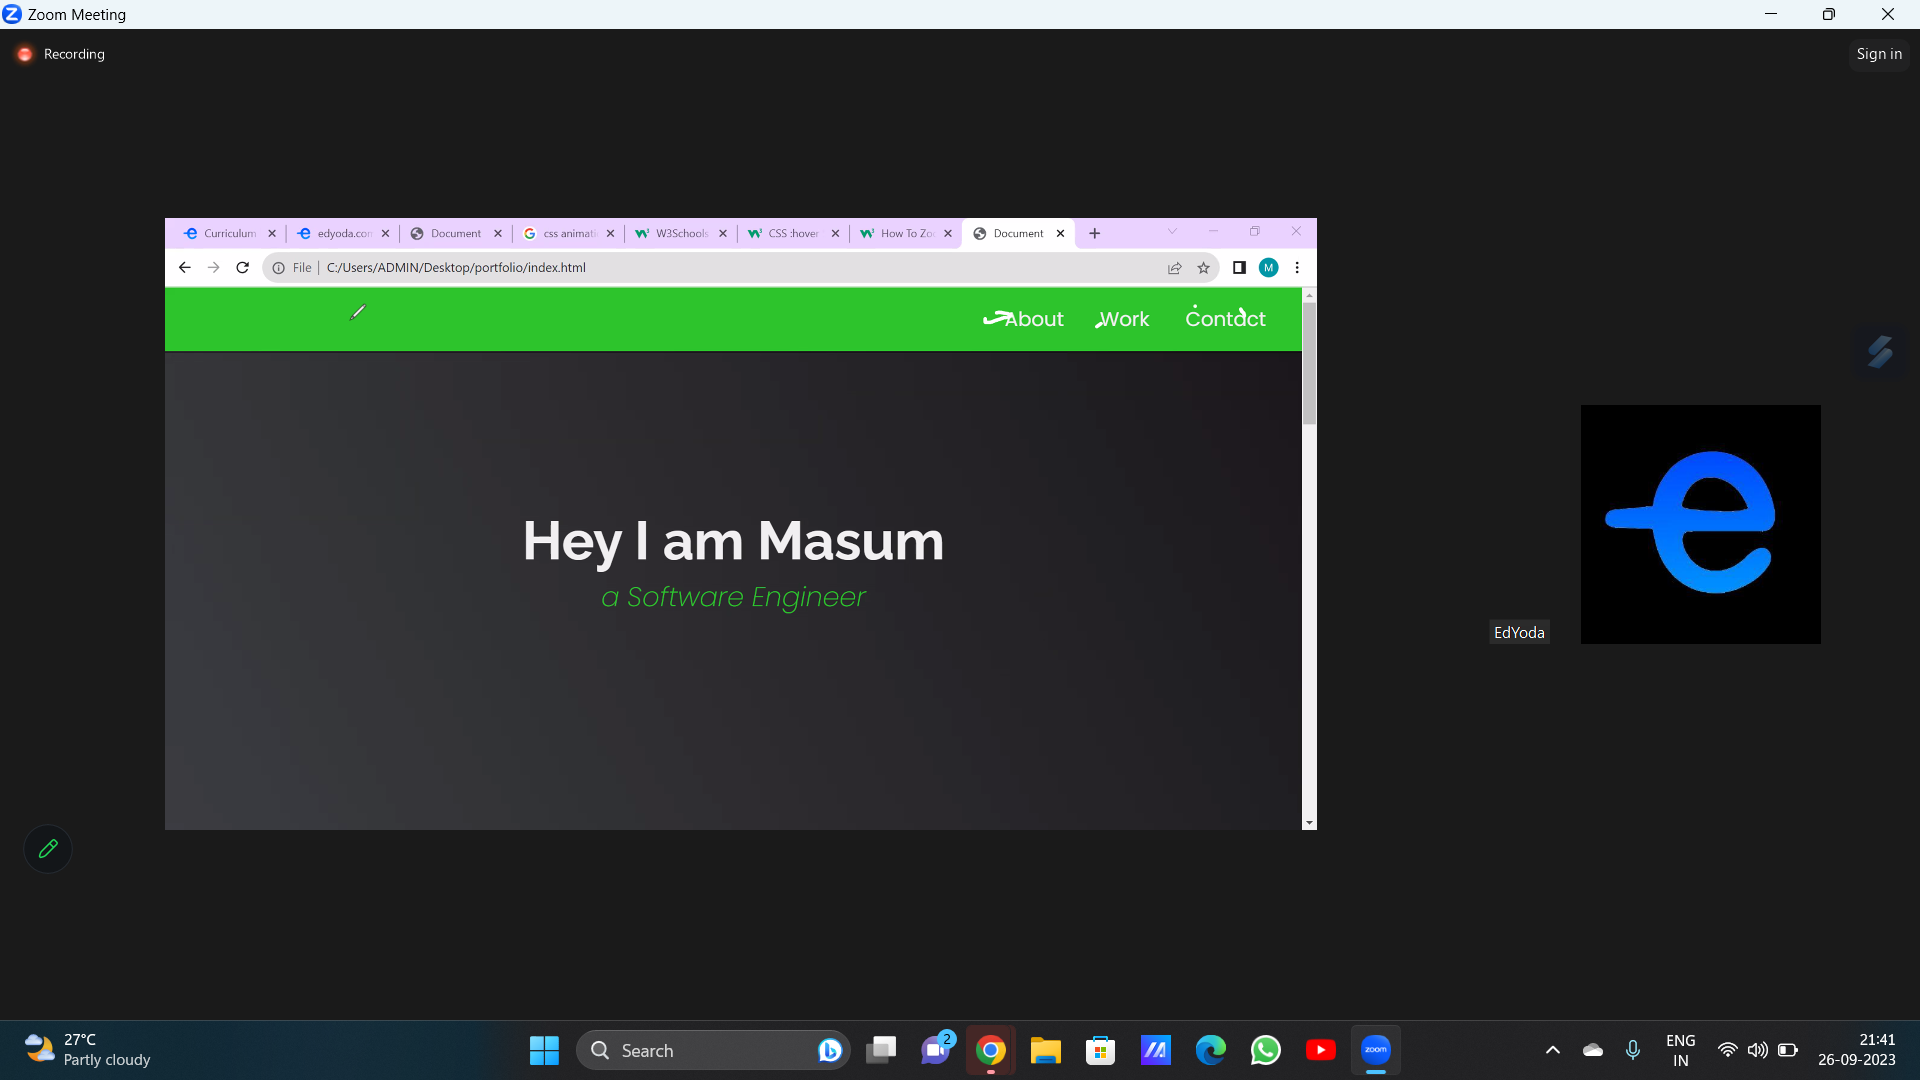 Zoom Meeting
Recording
Sign in
Curriculum
edyoda.con
Document
css animati
W3Schools
CSS :hover
How To Zo
Document
File
C:/Users/ADMIN/Desktop/portfolio/index.html
M
About
Work
Contact
Hey I am Masum
a Software Engineer
EdYoda
27°C
Partly cloudy
Search
2
zoom
ENG
IN
21:41
26-09-2023